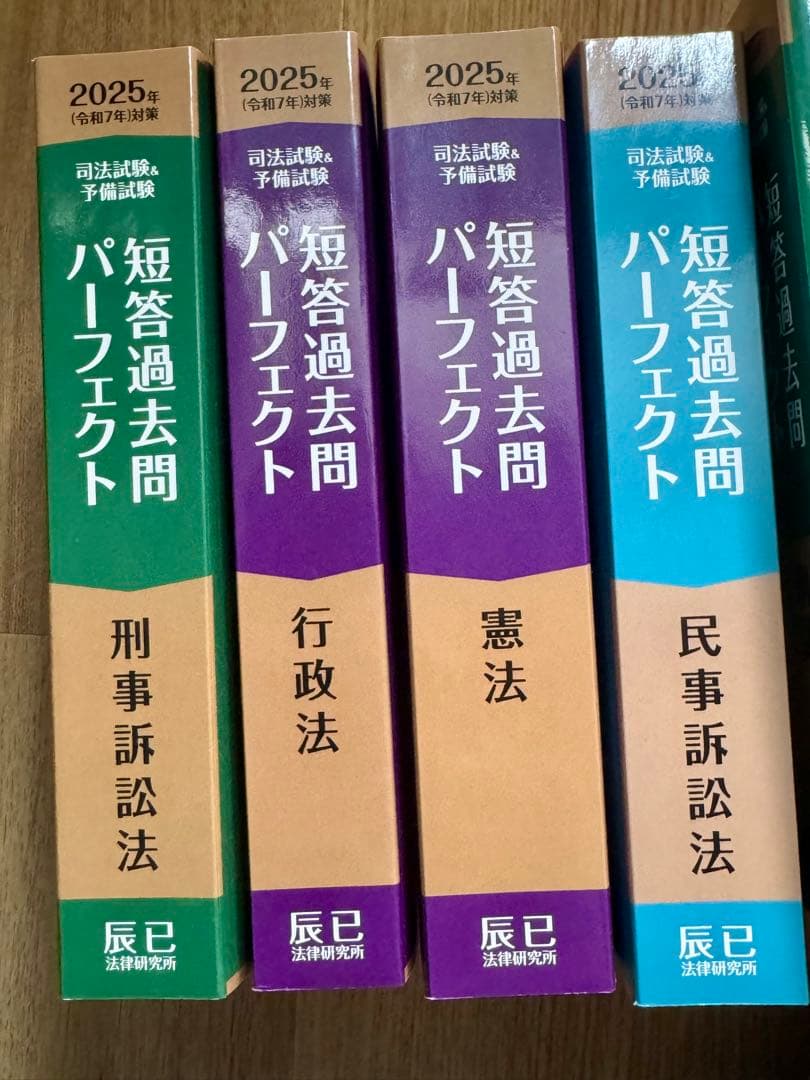 2025年
(令和7年)対策
司法試験&
予備試験
短答過去問
パーフェクト
刑事訴訟法
辰已
法律研究所
2025年
(令和7年)対策
司法試験&
予備試験
短答過去問
パーフェクト
行政法
辰已
法律研究所
2025年
(令和7年)対策
司法試験&
予備試験
短答過去問
パーフェクト
憲法
辰已
法律研究所
2025年
(令和7年)対策
司法試験&
予備試験
短答過去問
パーフェクト
民事訴訟法
辰已
法律研究所
短答過去問